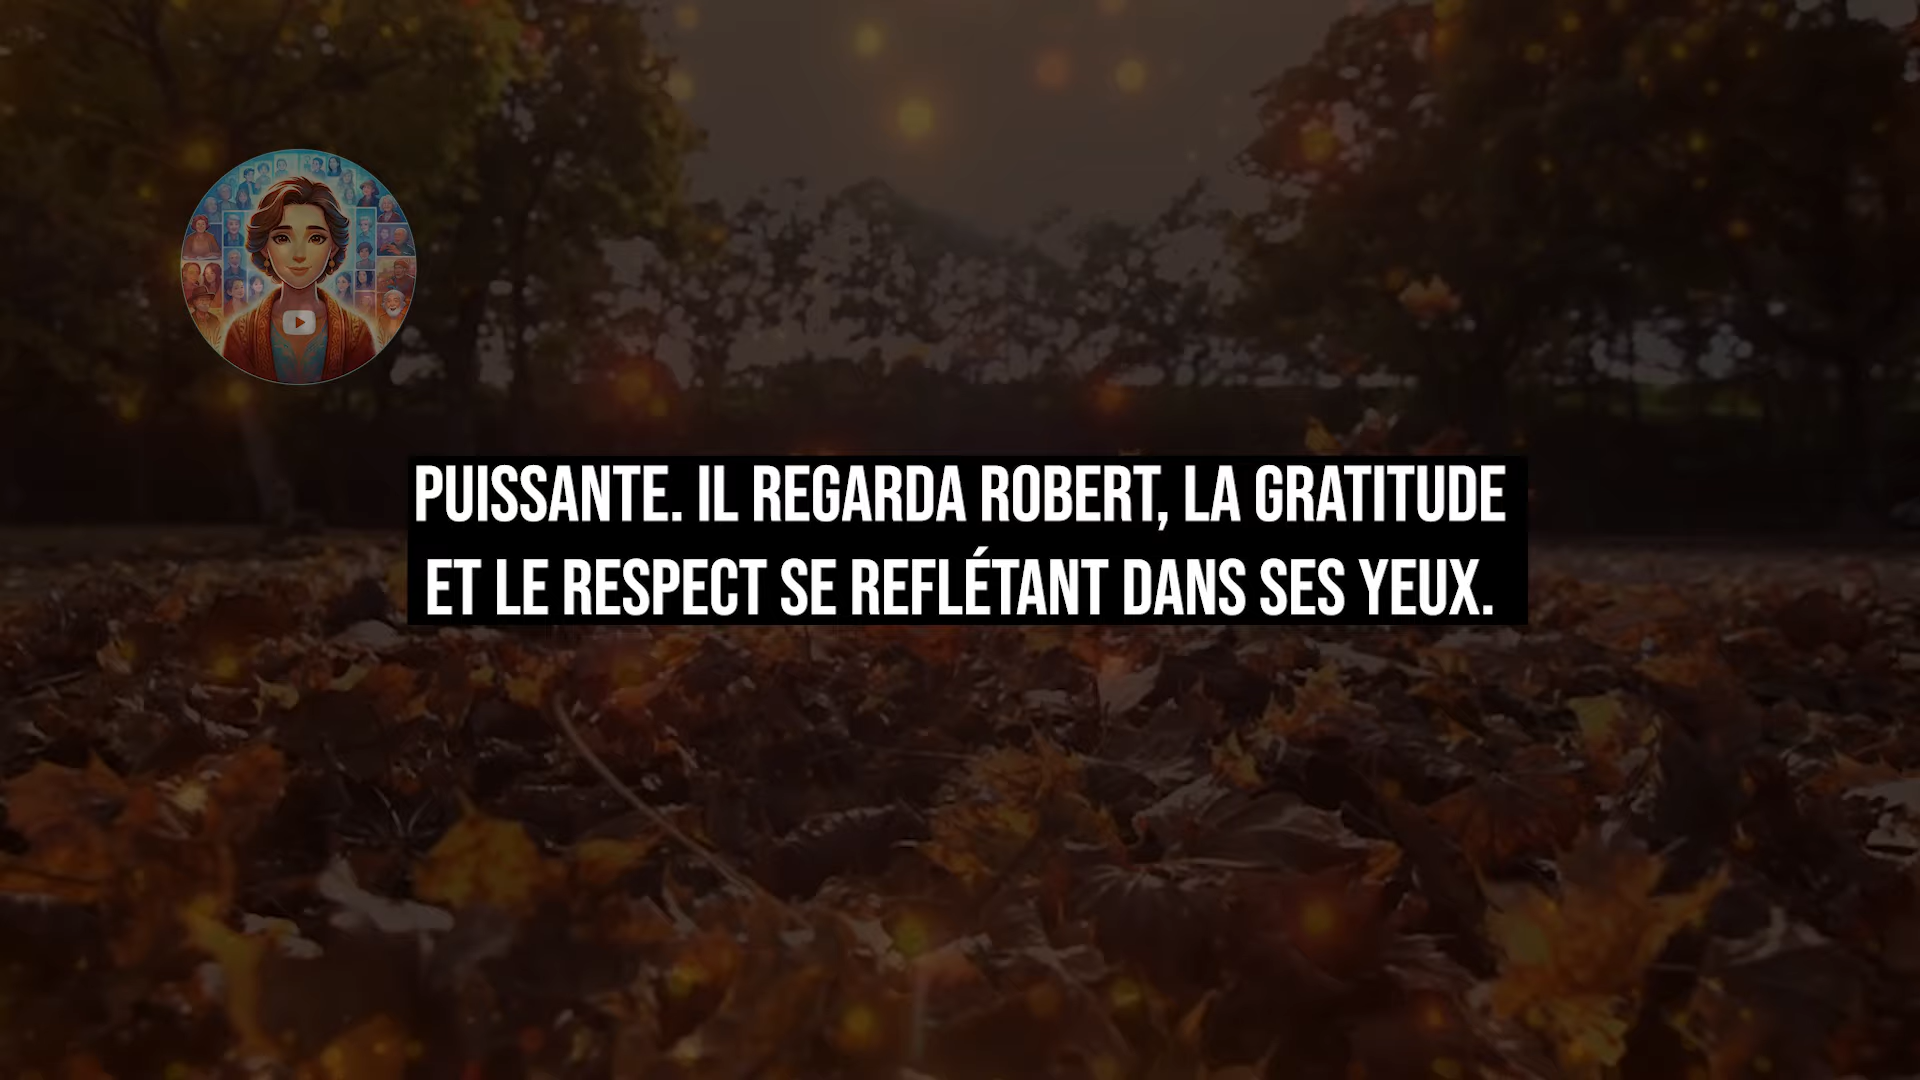 PUISSANTE. IL REGARDA ROBERT, LA GRATITUDE
ET LE RESPECT SE REFLÉTANT DANS SES YEUX.